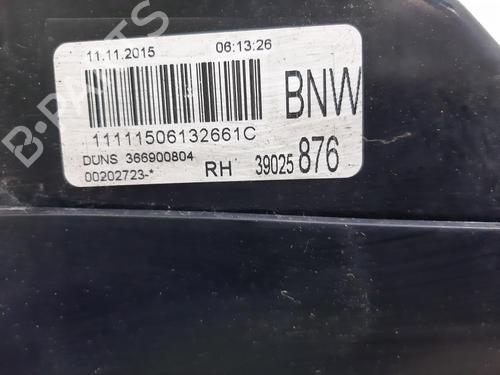 11.11.2015 06:13:26
BNW
11111506132661C
DUNS 366900804
00202723-*
RH 39025 876
B-PARTS